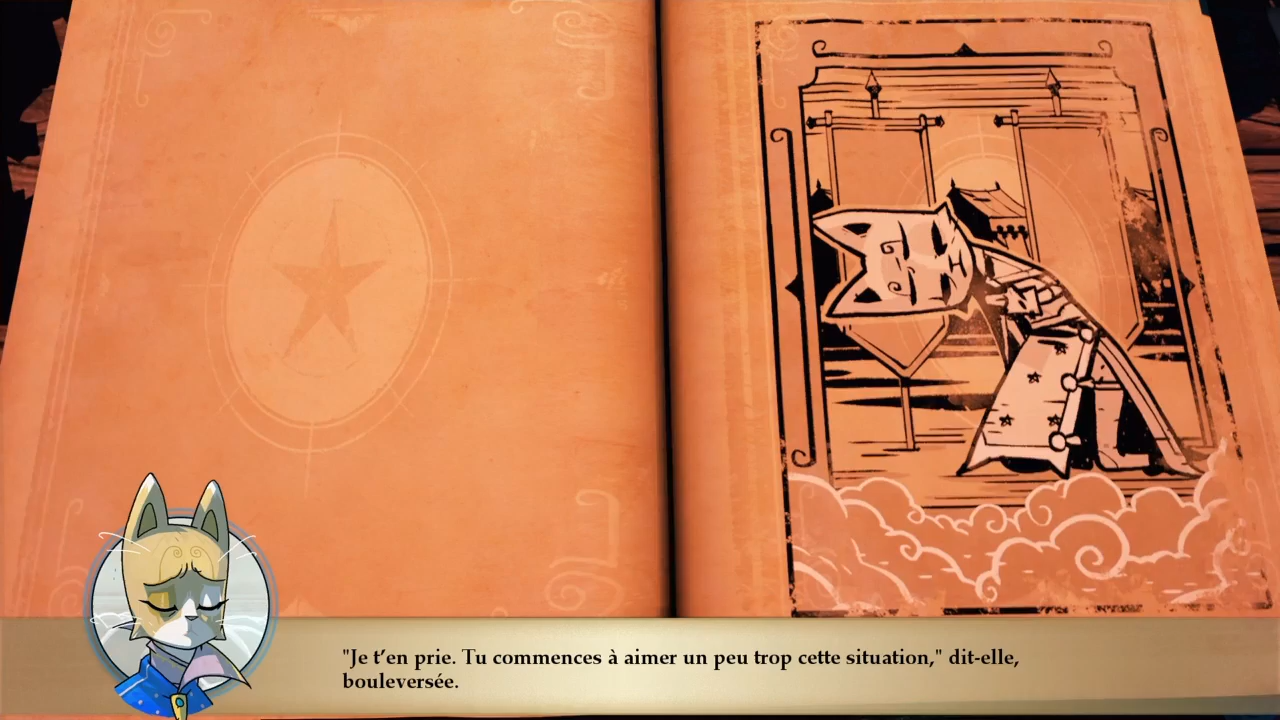 "Je t’en prie. Tu commences à aimer un peu trop cette situation," dit-elle,
bouleversée.